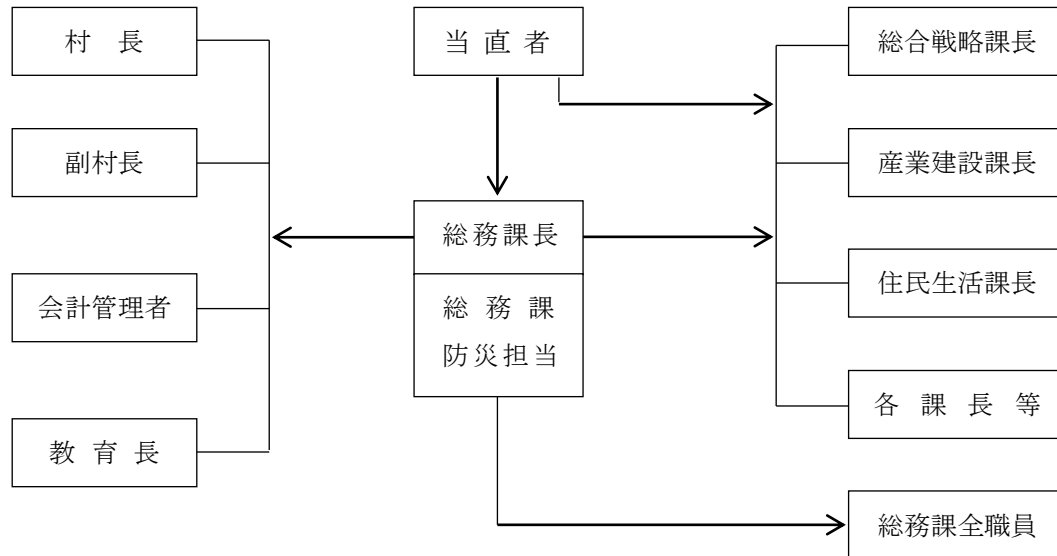 村　長
副村長
会計管理者
教 育 長
当 直 者
総務課長
総 務 課
防災担当
総合戦略課長
産業建設課長
住民生活課長
各 課 長 等
総務課全職員